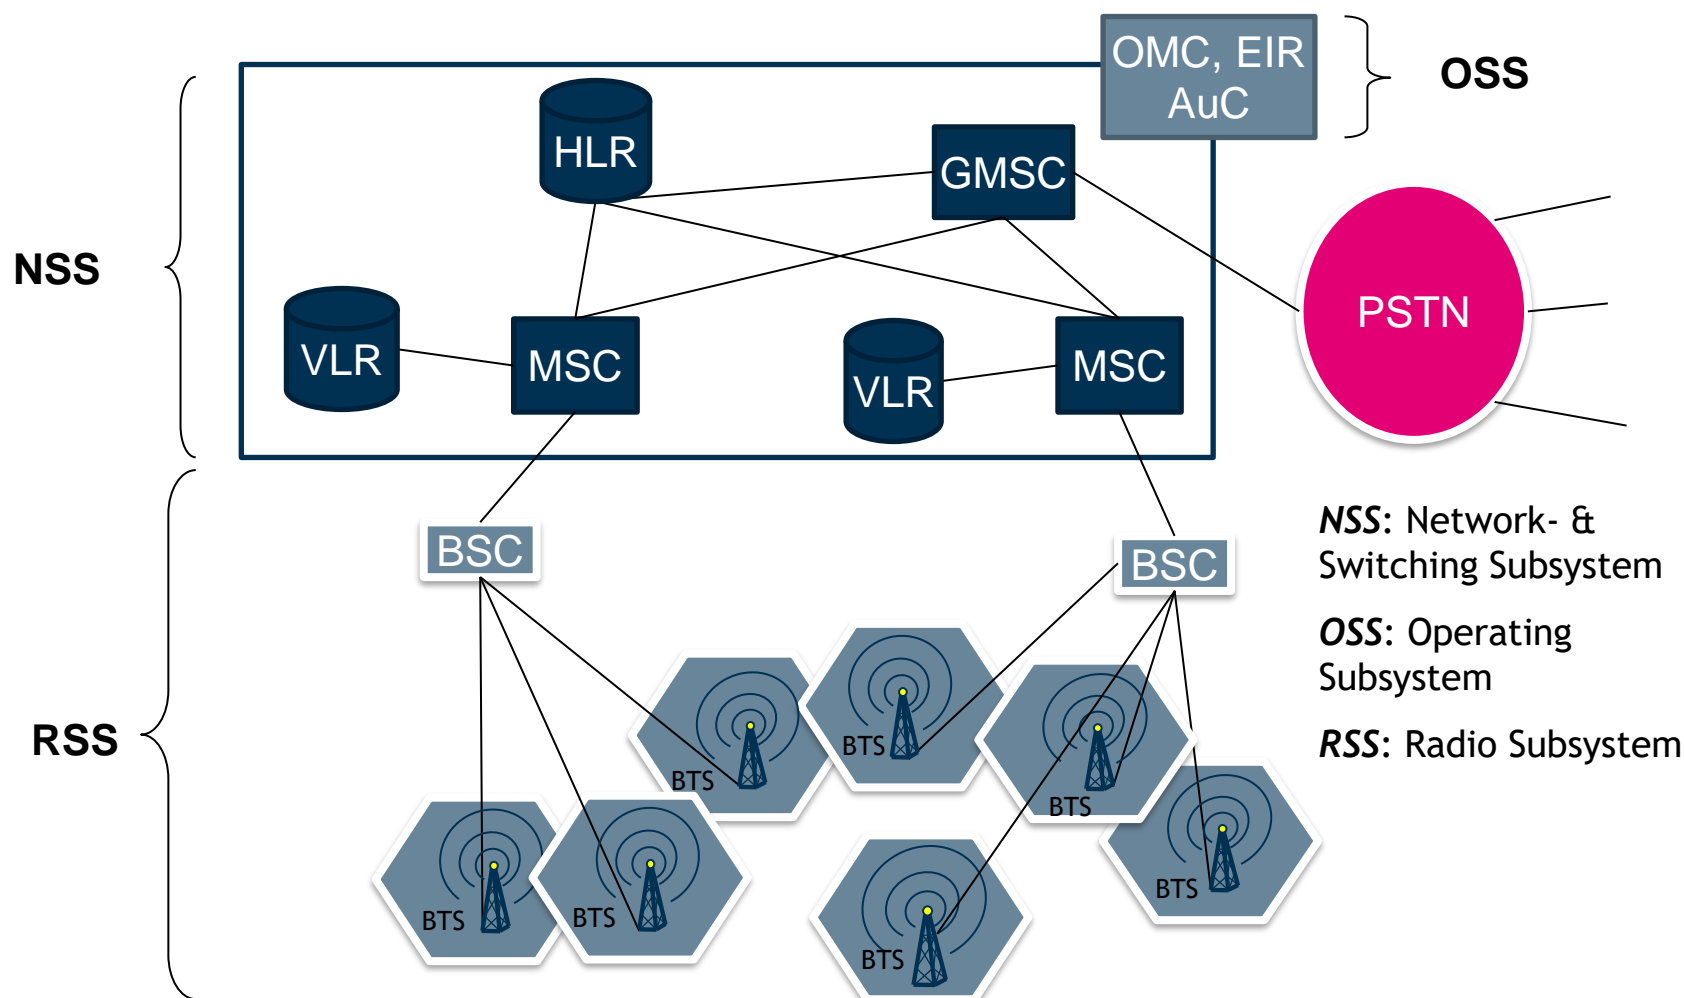 OMC, EIR
AuC
OSS
HLR
GMSC
NSS
PSTN
VLR
MSC
VLR
MSC
BSC
BSC
NSS: Network- &
Switching Subsystem
OSS: Operating
Subsystem
RSS: Radio Subsystem
RSS
BTS
BTS
BTS
BTS
BTS
BTS
BTS